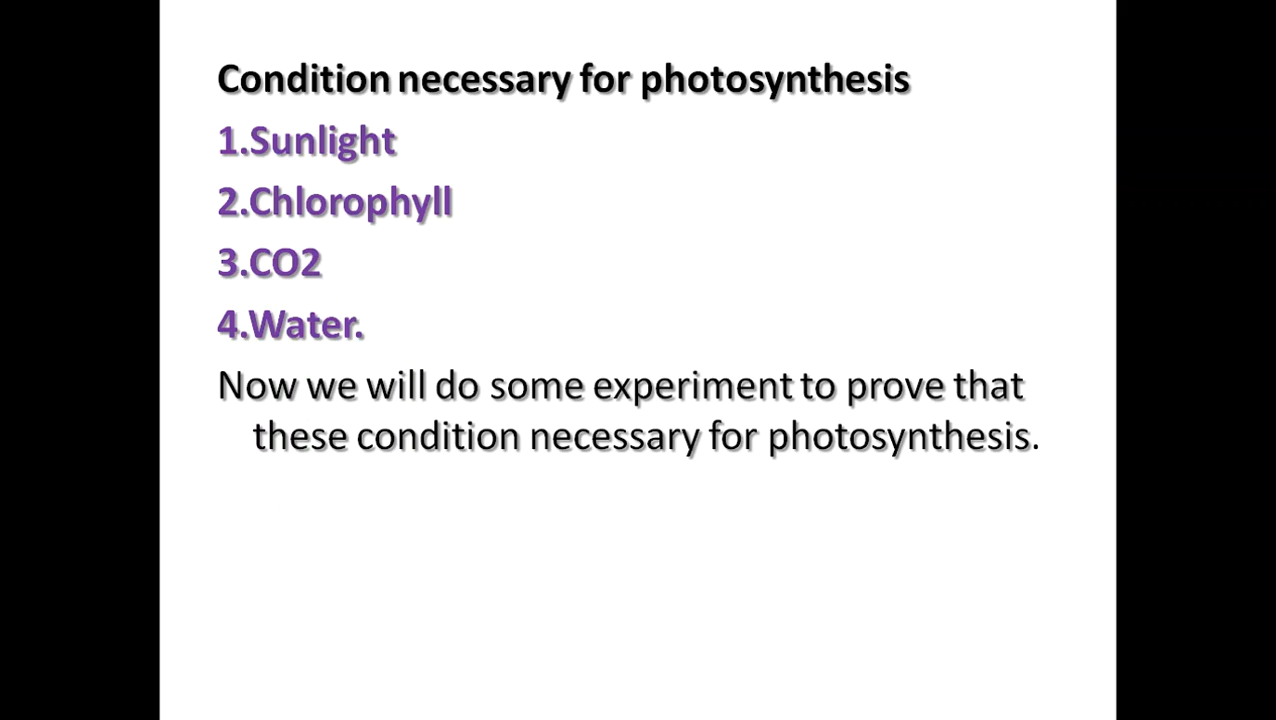 Condition necessary for photosynthesis
1.Sunlight
2.Chlorophyll
3.CO2
4.Water.
Now we will do some experiment to prove that
these condition necessary for photosynthesis.